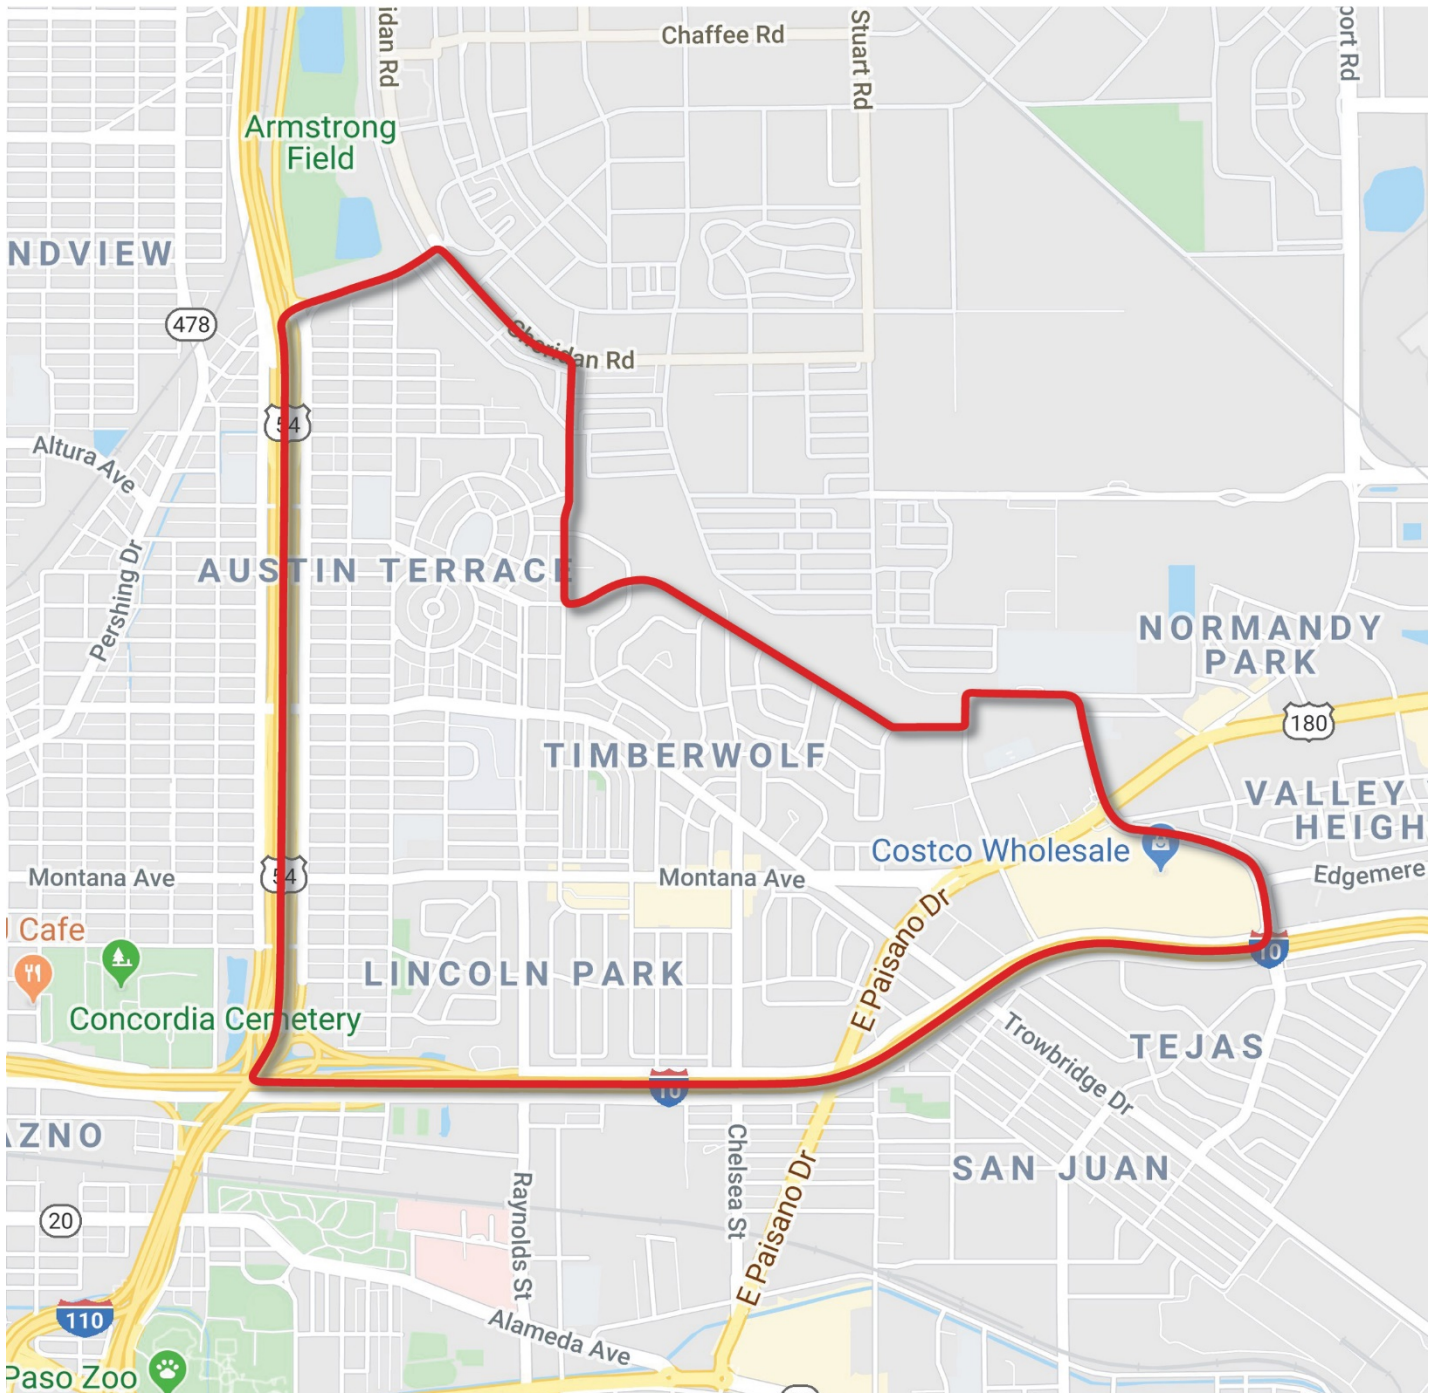 idan Rd
Chaffee Rd
Stuart Rd
port Rd
Armstrong
Field
NDVIEW
478
Sheridan Rd
54
Altura Ave
Pershing Dr
AUSTIN TERRACE
NORMANDY
PARK
180
TIMBERWOLF
VALLEY
HEIGH
Costco Wholesale
Montana Ave
54
Montana Ave
Edgemere
J Cafe
E Paisano Dr
10
LINCOLN PARK
Concordia Cemetery
Trowbridge Dr
TEJAS
10
AZNO
Chelsea St
SAN JUAN
Raynolds St
E Paisano Dr
20
110
Alameda Ave
Paso Zoo